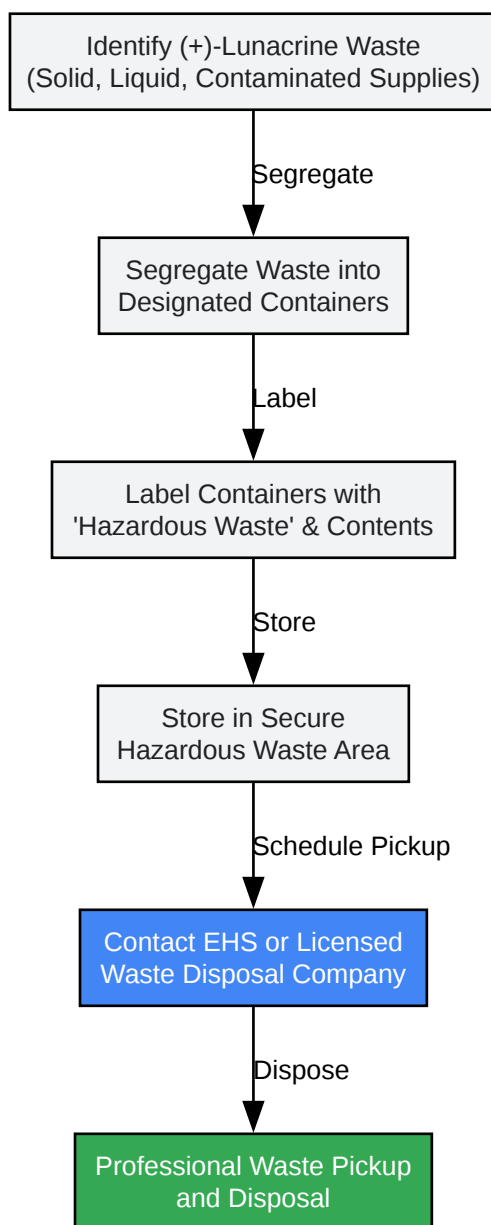 Identify (+)-Lunacrine Waste
(Solid, Liquid, Contaminated Supplies)
Segregate
Segregate Waste into
Designated Containers
Label
Label Containers with
'Hazardous Waste' & Contents
Store
Store in Secure
Hazardous Waste Area
Schedule Pickup
Contact EHS or Licensed
Waste Disposal Company
Dispose
Professional Waste Pickup
and Disposal